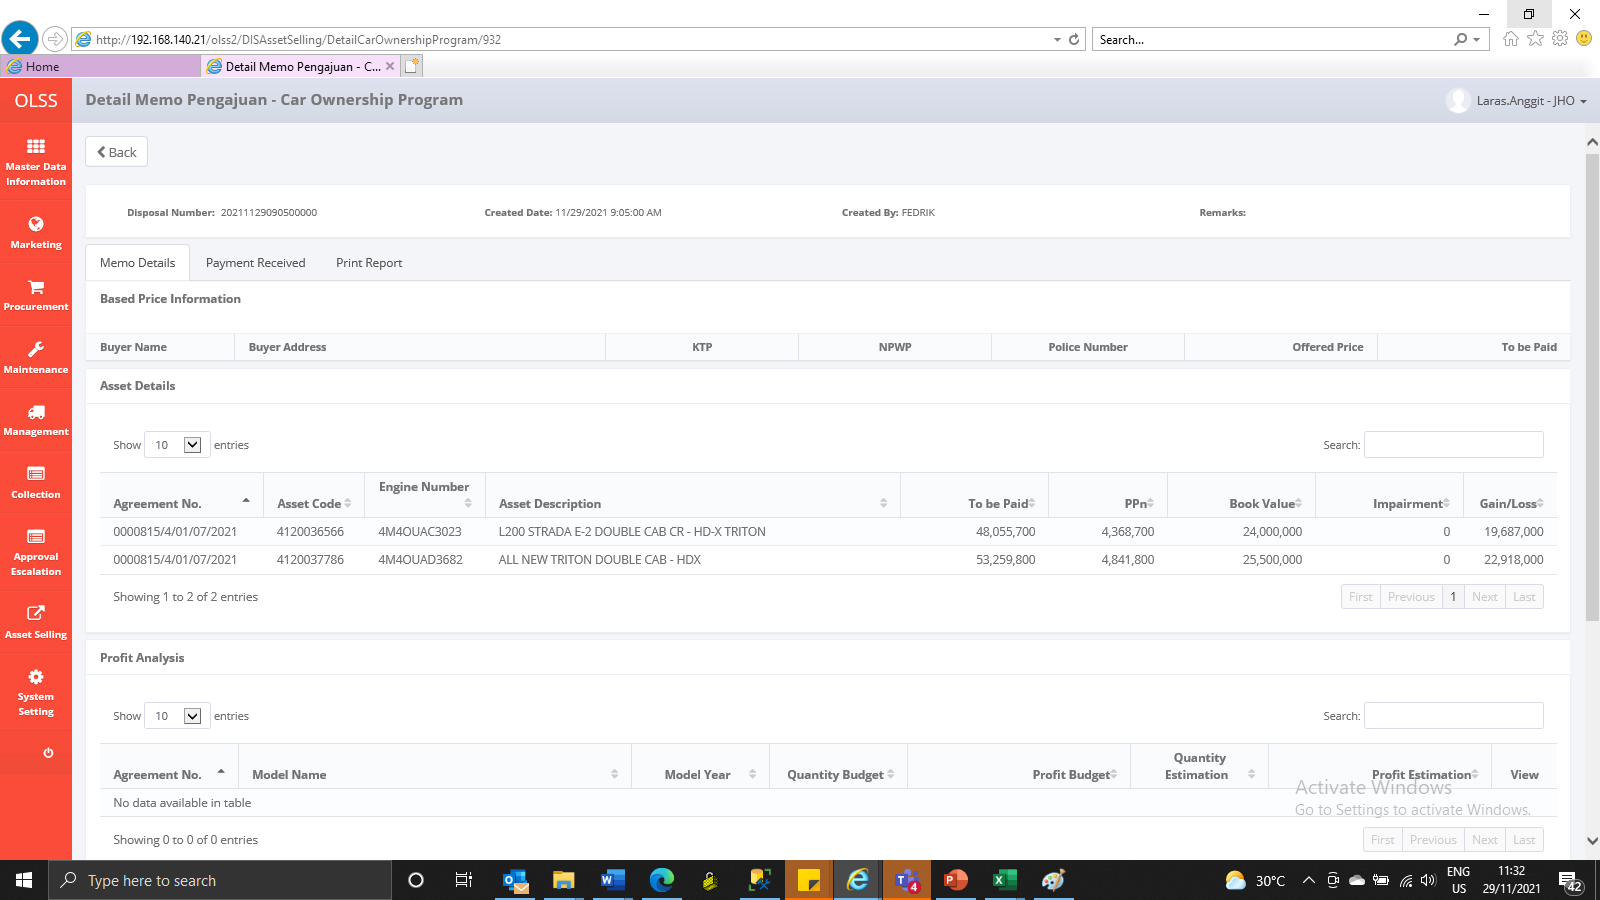 http://192.168.140.21/olss2/DISAssetSelling/DetailCarOwnershipProgram/932
Search...
Home
Detail Memo Pengajuan - C...
OLSS
Detail Memo Pengajuan - Car Ownership Program
Laras.Anggit - JHO
Master Data
Information
Marketing
Procurement
Maintenance
Management
Collection
Approval
Escalation
Asset Selling
System
Setting
Back
Disposal Number: 20211129090500000 Created Date: 11/29/2021 9:05:00 AM Created By: FEDRIK Remarks:
Memo Details Payment Received Print Report
Based Price Information
Buyer Name Buyer Address KTP NPWP Police Number Offered Price To be Paid
Asset Details
Show 10 entries Search:
Agreement No. Asset Code Engine Number Asset Description To be Paid PPn Book Value Impairment Gain/Loss
0000815/4/01/07/2021 4120036566 4M4OUAC3023 L200 STRADA E-2 DOUBLE CAB CR - HD-X TRITON 48,055,700 4,368,700 24,000,000 0 19,687,000
0000815/4/01/07/2021 4120037786 4M4OUAD3682 ALL NEW TRITON DOUBLE CAB - HDX 53,259,800 4,841,800 25,500,000 0 22,918,000
Showing 1 to 2 of 2 entries First Previous 1 Next Last
Profit Analysis
Show 10 entries Search:
Agreement No. Model Name Model Year Quantity Budget Profit Budget Quantity Estimation Profit Estimation View
No data available in table
Activate Windows
Go to Settings to activate Windows.
Showing 0 to 0 of 0 entries First Previous Next Last
Type here to search
4
30°C
ENG
US
11:32
29/11/2021
42